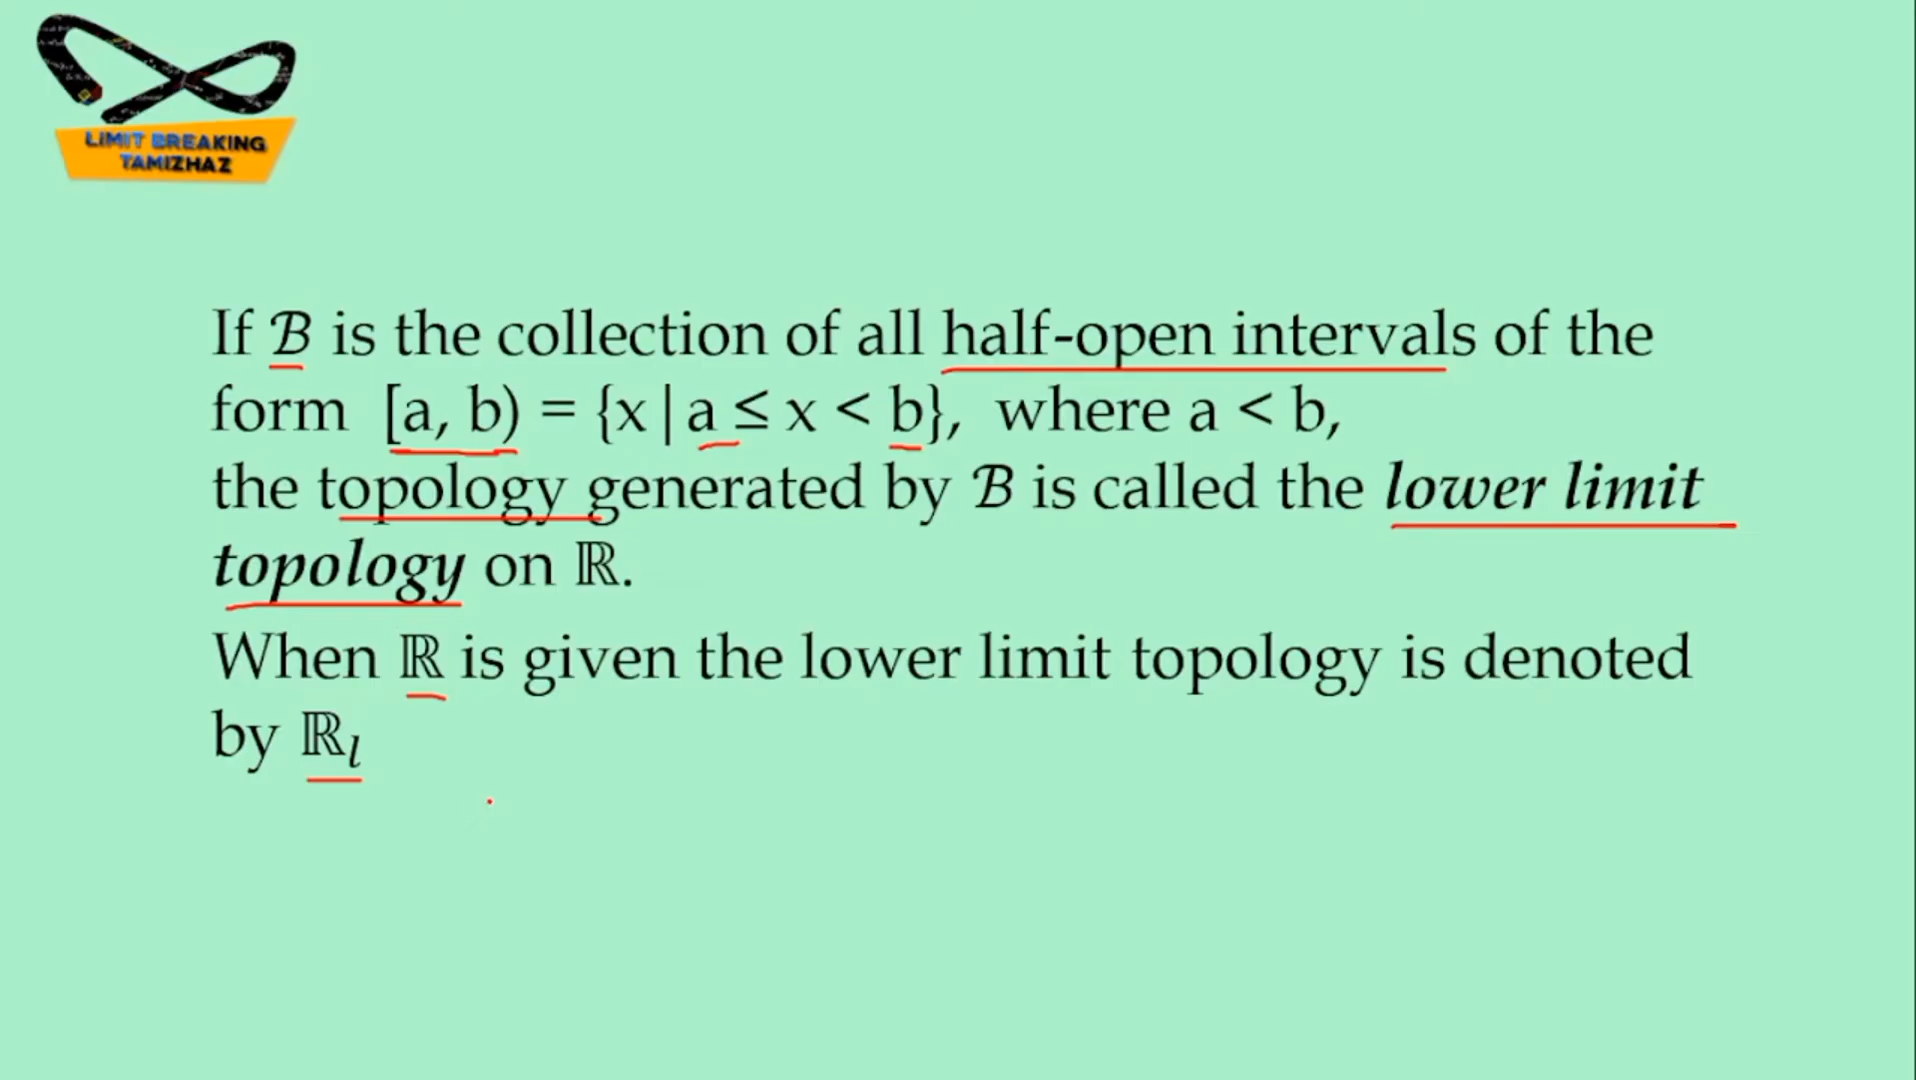 LIMIT BREAKING
TAMIZHAZ
If ℬ is the collection of all half-open intervals of the
form [a, b) = {x | a ≤ x < b}, where a < b,
the topology generated by ℬ is called the lower limit
topology on ℝ.
When ℝ is given the lower limit topology is denoted
by ℝₗ